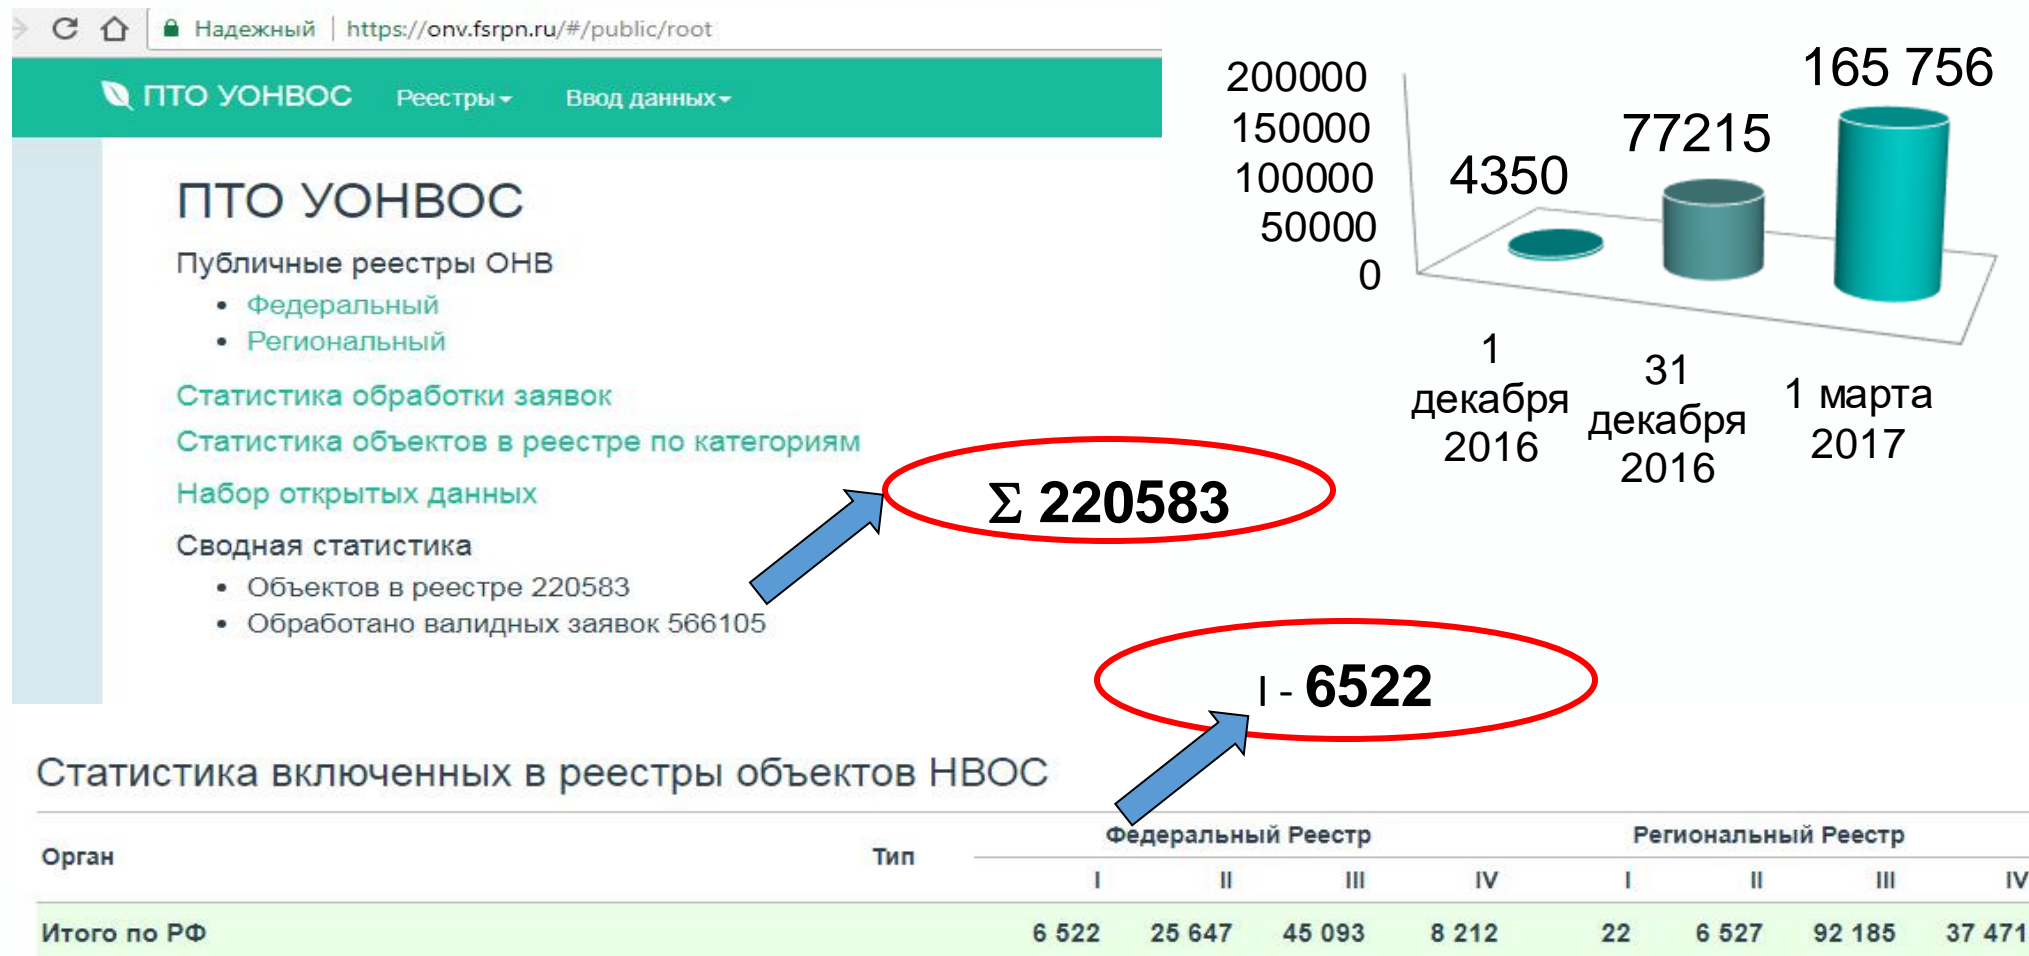 Надежный | https://onv.fsrpn.ru/#/public/root
ПТО УОНВОС Реестры Ввод данных
ПТО УОНВОС
Публичные реестры ОНВ
• Федеральный
• Региональный
Статистика обработки заявок
Статистика объектов в реестре по категориям
Набор открытых данных
Сводная статистика
• Объектов в реестре 220583
• Обработано валидных заявок 566105
200000
150000
100000
50000
0
4350
77215
165 756
1
декабря
2016
31
декабря
2016
1 марта
2017
Σ 220583
I - 6522
Статистика включенных в реестры объектов НВОС
Орган Тип Федеральный Реестр Региональный Реестр
I II III IV I II III IV
Итого по РФ 6 522 25 647 45 093 8 212 22 6 527 92 185 37 471